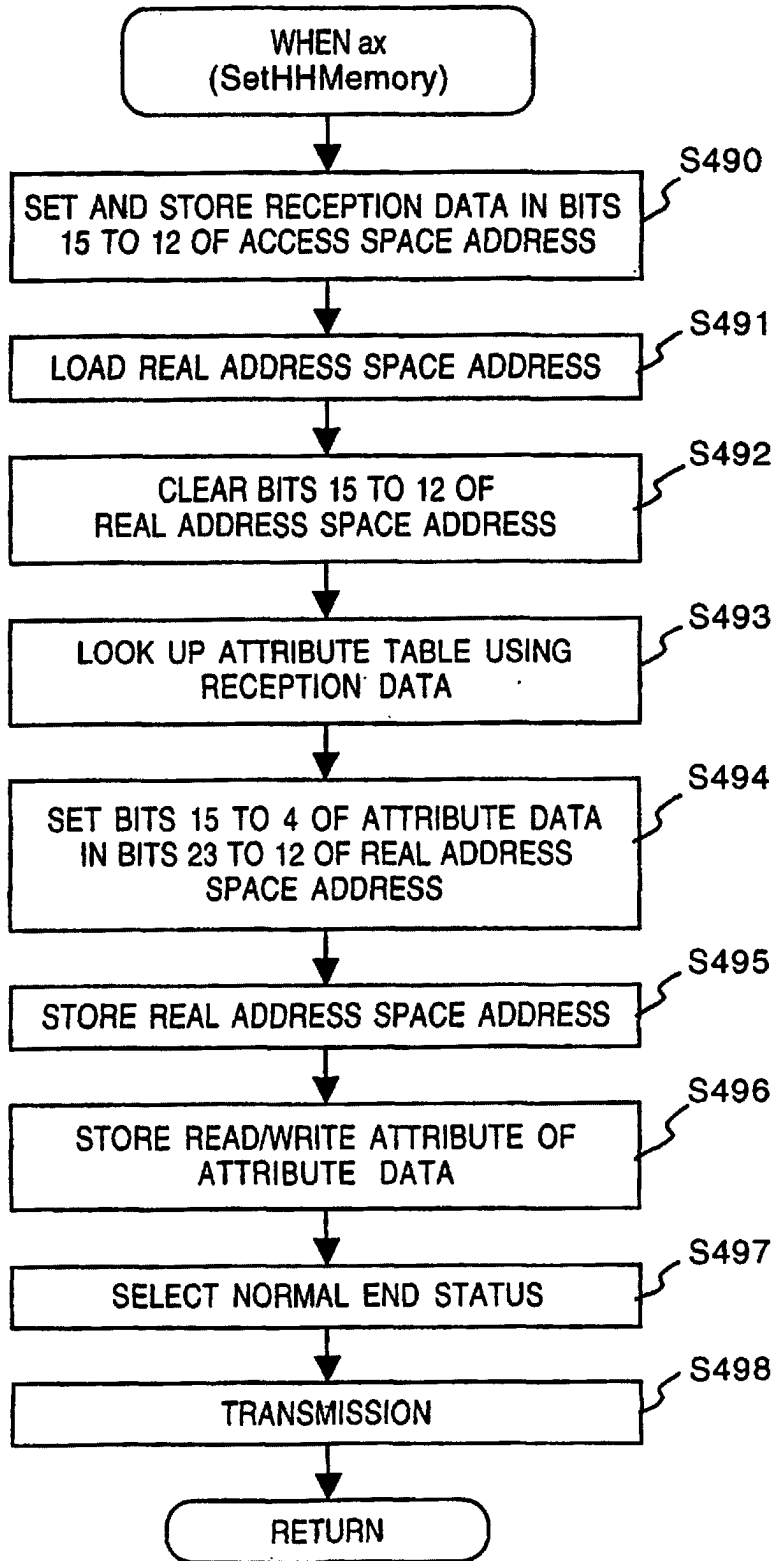 WHEN ax
(SetHHMemory)
S490
SET AND STORE RECEPTION DATA IN BITS
15 TO 12 OF ACCESS SPACE ADDRESS
S491
LOAD REAL ADDRESS SPACE ADDRESS
S492
CLEAR BITS 15 TO 12 OF
REAL ADDRESS SPACE ADDRESS
S493
LOOK UP ATTRIBUTE TABLE USING
RECEPTION DATA
S494
SET BITS 15 TO 4 OF ATTRIBUTE DATA
IN BITS 23 TO 12 OF REAL ADDRESS
SPACE ADDRESS
S495
STORE REAL ADDRESS SPACE ADDRESS
S496
STORE READ/WRITE ATTRIBUTE OF
ATTRIBUTE DATA
S497
SELECT NORMAL END STATUS
S498
TRANSMISSION
RETURN